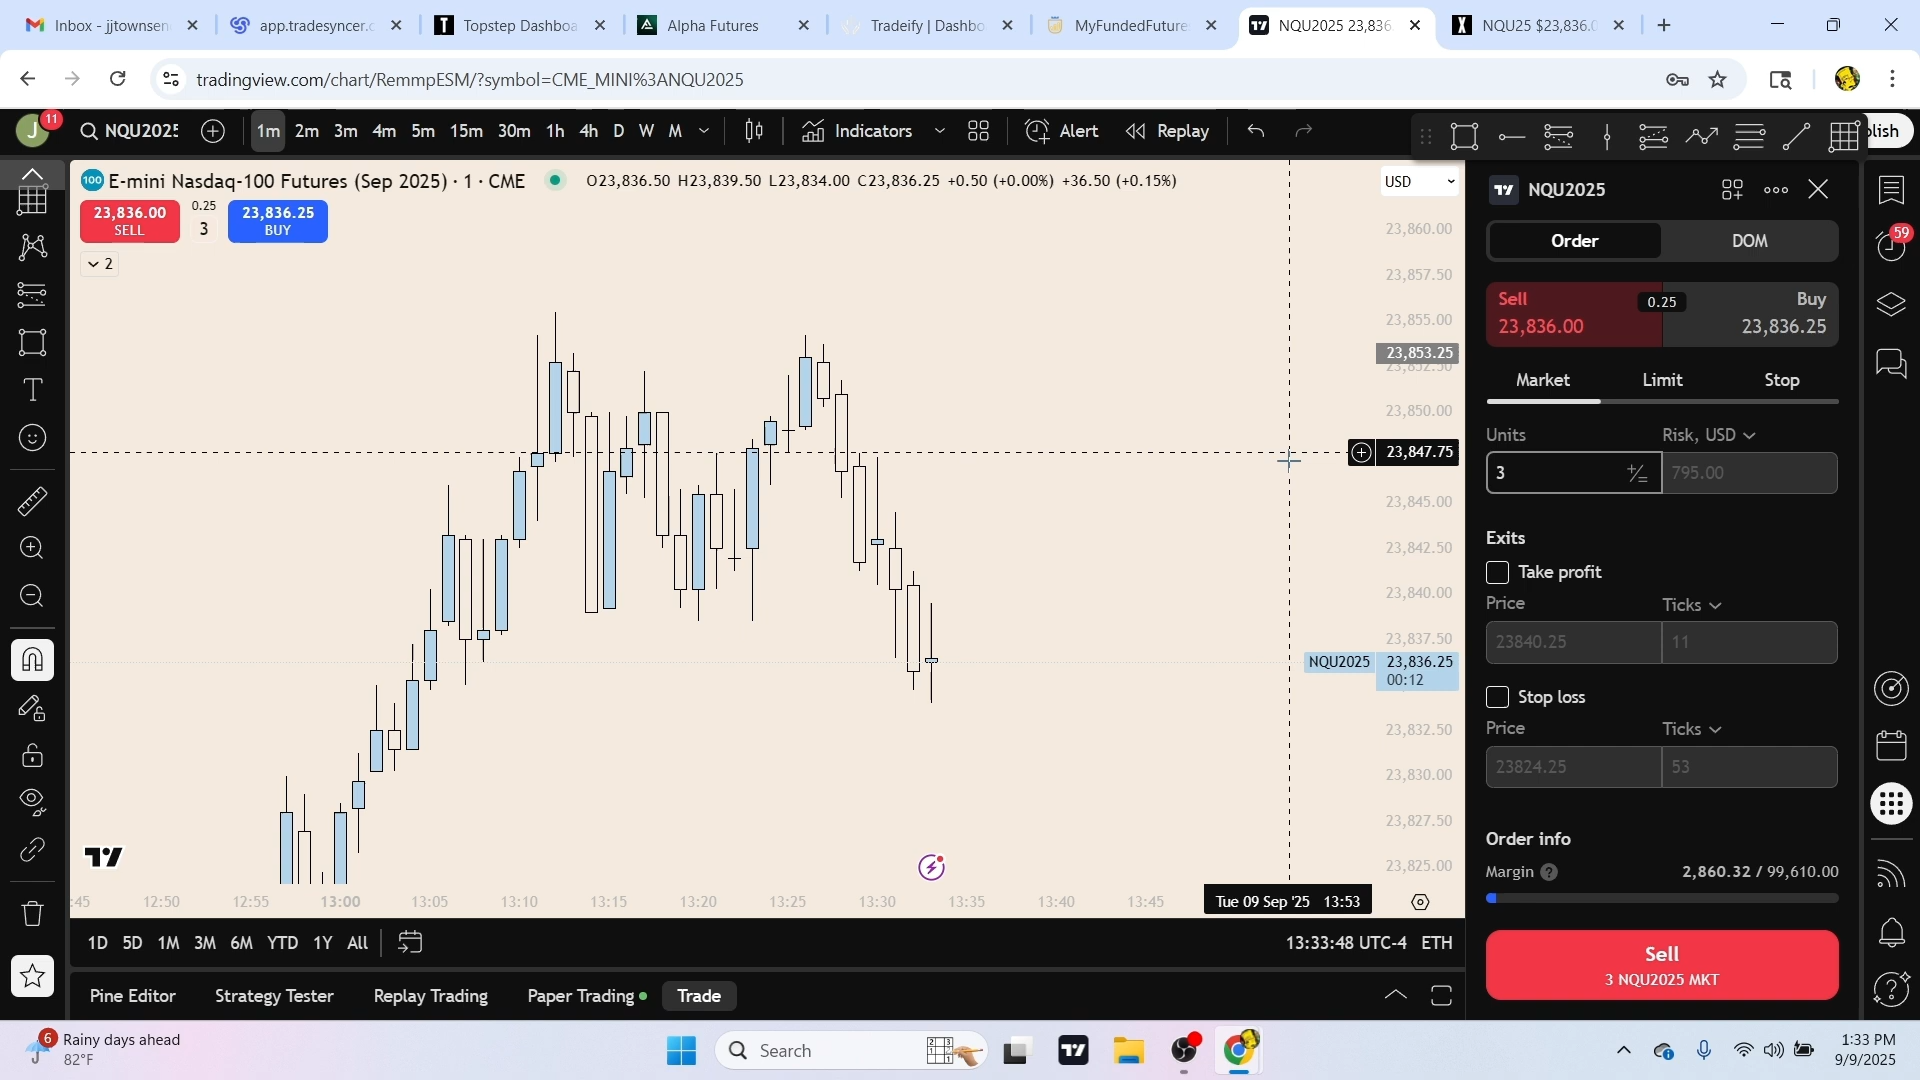 Inbox - jjtownsen
app.tradesyncer.c
Topstep Dashboa
Alpha Futures
Tradeify | Dashbo
MyFundedFuture
NQU2025 23,836.
NQU25 $23,836.0
tradingview.com/chart/RemmpESM/?symbol=CME_MINI%3ANQU2025
J 11
NQU2025
1m 2m 3m 4m 5m 15m 30m 1h 4h D W M
Indicators
Alert
Replay
blish
100 E-mini Nasdaq-100 Futures (Sep 2025) · 1 · CME
O23,836.50 H23,839.50 L23,834.00 C23,836.25 +0.50 (+0.00%) +36.50 (+0.15%)
USD
23,836.00
SELL
0.25
3
23,836.25
BUY
2
23,860.00
23,857.50
23,855.00
23,853.25
23,852.50
23,850.00
23,847.75
23,845.00
23,842.50
23,840.00
23,837.50
NQU2025 23,836.25
00:12
23,832.50
23,830.00
23,827.50
23,825.00
:45 12:50 12:55 13:00 13:05 13:10 13:15 13:20 13:25 13:30 13:35 13:40 13:45
Tue 09 Sep '25 13:53
1D 5D 1M 3M 6M YTD 1Y All
13:33:48 UTC-4 ETH
Pine Editor Strategy Tester Replay Trading Paper Trading Trade
NQU2025
Order DOM
Sell
23,836.00
0.25
Buy
23,836.25
Market Limit Stop
Units Risk, USD
3 795.00
Exits
Take profit
Price Ticks
23840.25 11
Stop loss
Price Ticks
23824.25 53
Order info
Margin ? 2,860.32 / 99,610.00
Sell
3 NQU2025 MKT
59
6
Rainy days ahead
82°F
Search
1:33 PM
9/9/2025